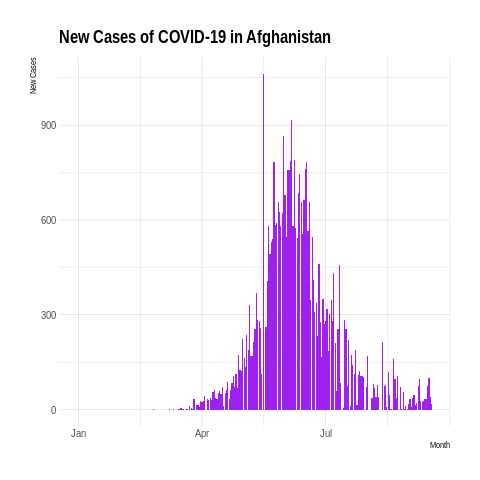 New Cases of COVID-19 in Afghanistan
New Cases
900
600
300
0
Jan Apr Jul
Month